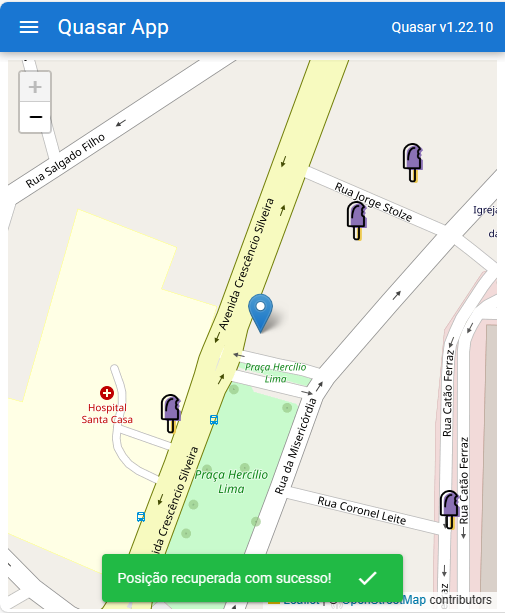 Quasar App
Quasar v1.22.10
+
−
Rua Salgado Filho
Avenida Crescêncio Silveira
Rua Jorge Stolze
Igreja
da
Praça Hercílio
Lima
Hospital
Santa Casa
Rua da Misericórdia
Rua Catão Ferraz
Rua Catão Ferraz
Praça Hercílio
Lima
Rua Coronel Leite
nida Crescêncio Silveira
Posição recuperada com sucesso!
OpenStreetMap contributors